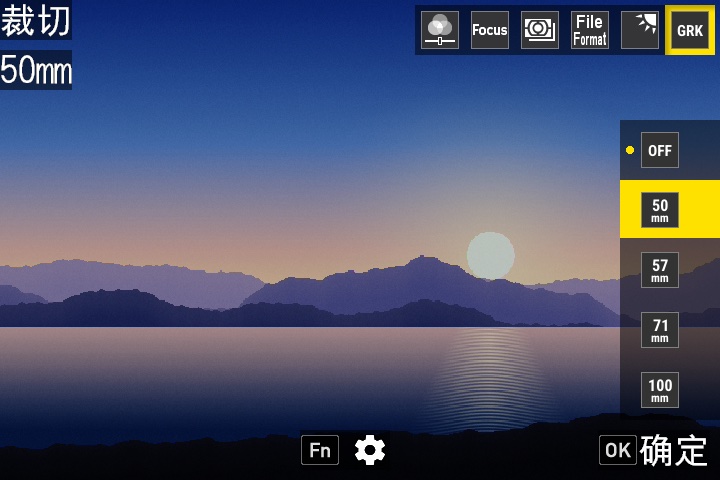 裁切
50mm
Focus
File
Format
GRK
OFF
50
mm
57
mm
71
mm
100
mm
Fn
OK 确定